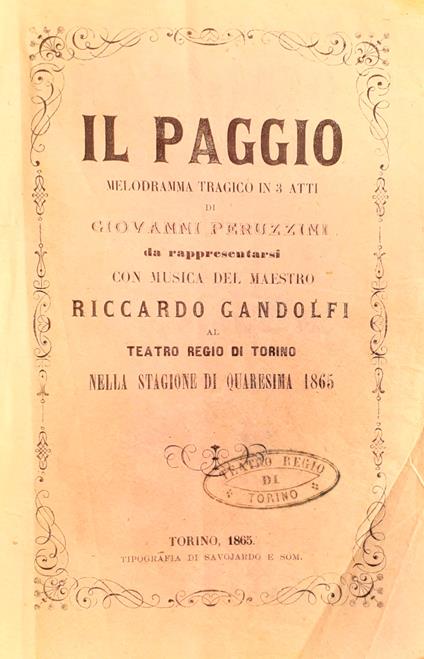 IL PAGGIO
MELODRAMMA TRAGICO IN 3 ATTI
DI
GIOVANNI PERUZZINI
da rappresentarsi
CON MUSICA DEL MAESTRO
RICCARDO GANDOLFI
AL
TEATRO REGIO DI TORINO
NELLA STAGIONE DI QUARESIMA 1865
TEATRO REGIO
DI
TORINO
TORINO, 1865.
TIPOGRAFIA DI SAVOJARDO E SOM.